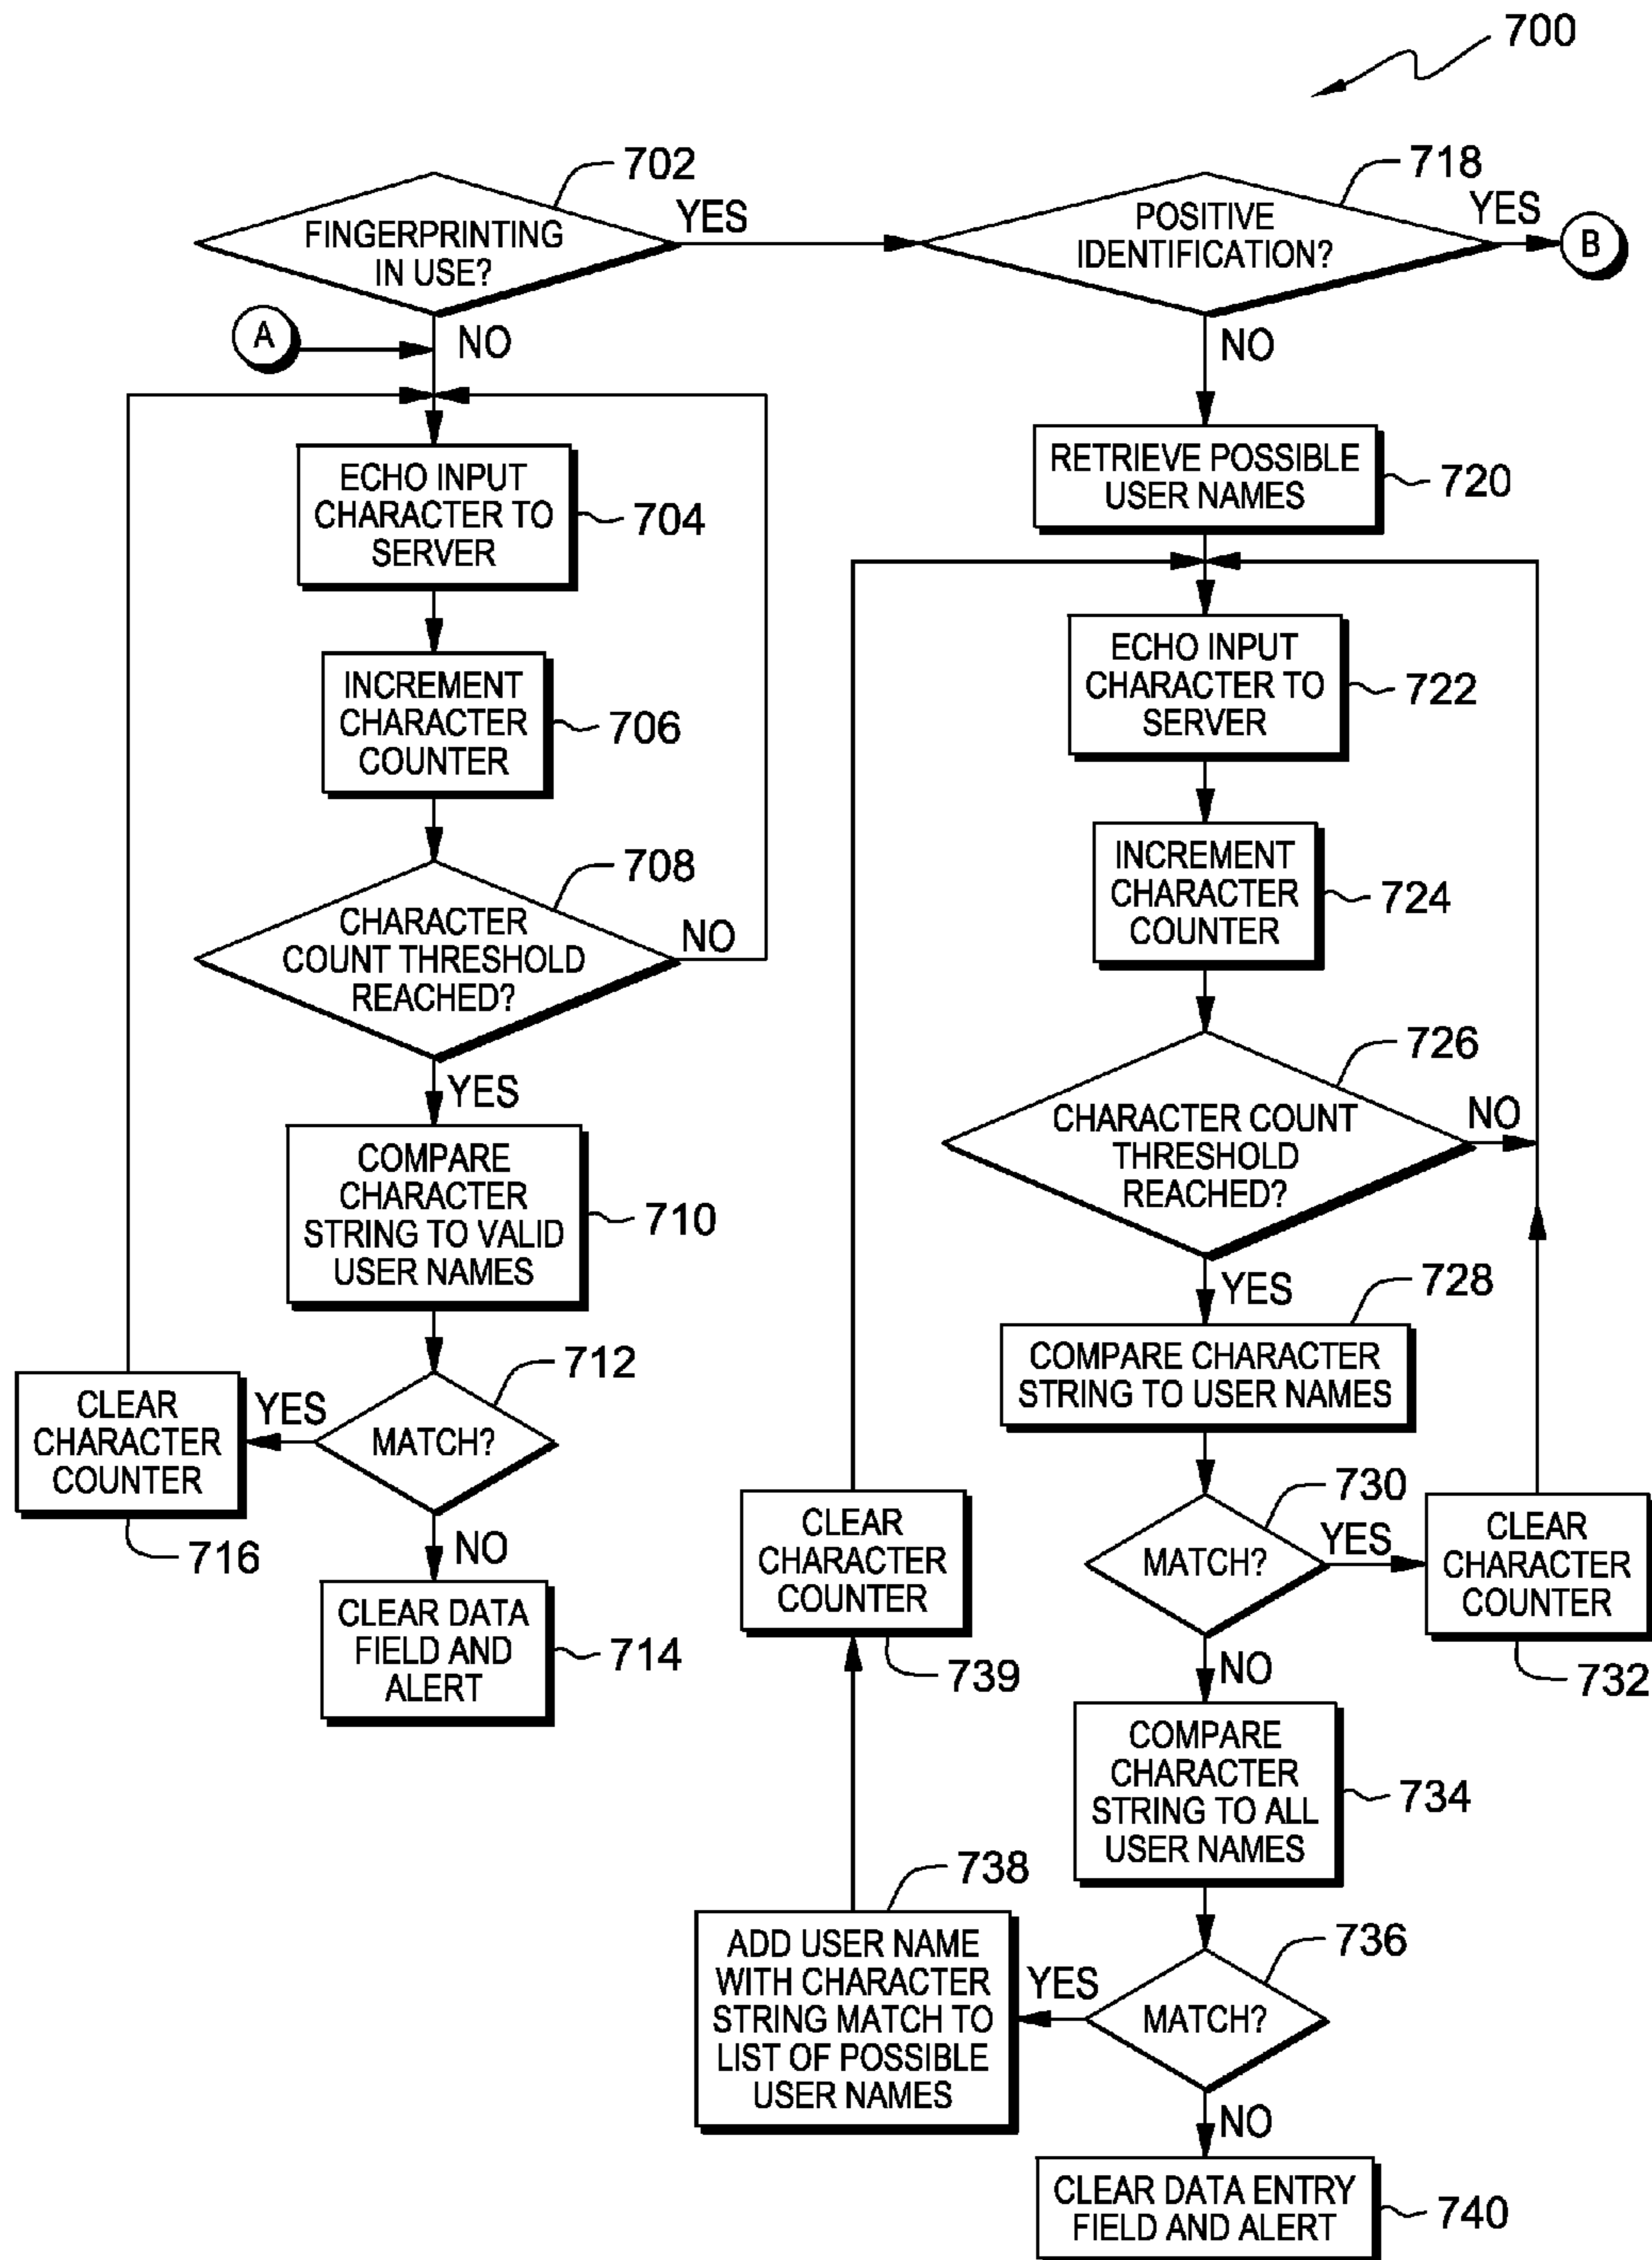 700
702
FINGERPRINTING
IN USE?
YES
718
POSITIVE
IDENTIFICATION?
YES
B
A
NO
NO
ECHO INPUT
CHARACTER TO
SERVER
704
RETRIEVE POSSIBLE
USER NAMES
720
INCREMENT
CHARACTER
COUNTER
706
ECHO INPUT
CHARACTER TO
SERVER
722
708
CHARACTER
COUNT THRESHOLD
REACHED?
NO
INCREMENT
CHARACTER
COUNTER
724
YES
726
CHARACTER COUNT
THRESHOLD
REACHED?
NO
COMPARE
CHARACTER
STRING TO VALID
USER NAMES
710
YES
728
COMPARE CHARACTER
STRING TO USER NAMES
712
MATCH?
YES
CLEAR
CHARACTER
COUNTER
716
NO
CLEAR DATA
FIELD AND
ALERT
714
730
MATCH?
YES
CLEAR
CHARACTER
COUNTER
732
CLEAR
CHARACTER
COUNTER
739
NO
COMPARE
CHARACTER
STRING TO ALL
USER NAMES
734
736
MATCH?
YES
738
ADD USER NAME
WITH CHARACTER
STRING MATCH TO
LIST OF POSSIBLE
USER NAMES
NO
CLEAR DATA ENTRY
FIELD AND ALERT
740